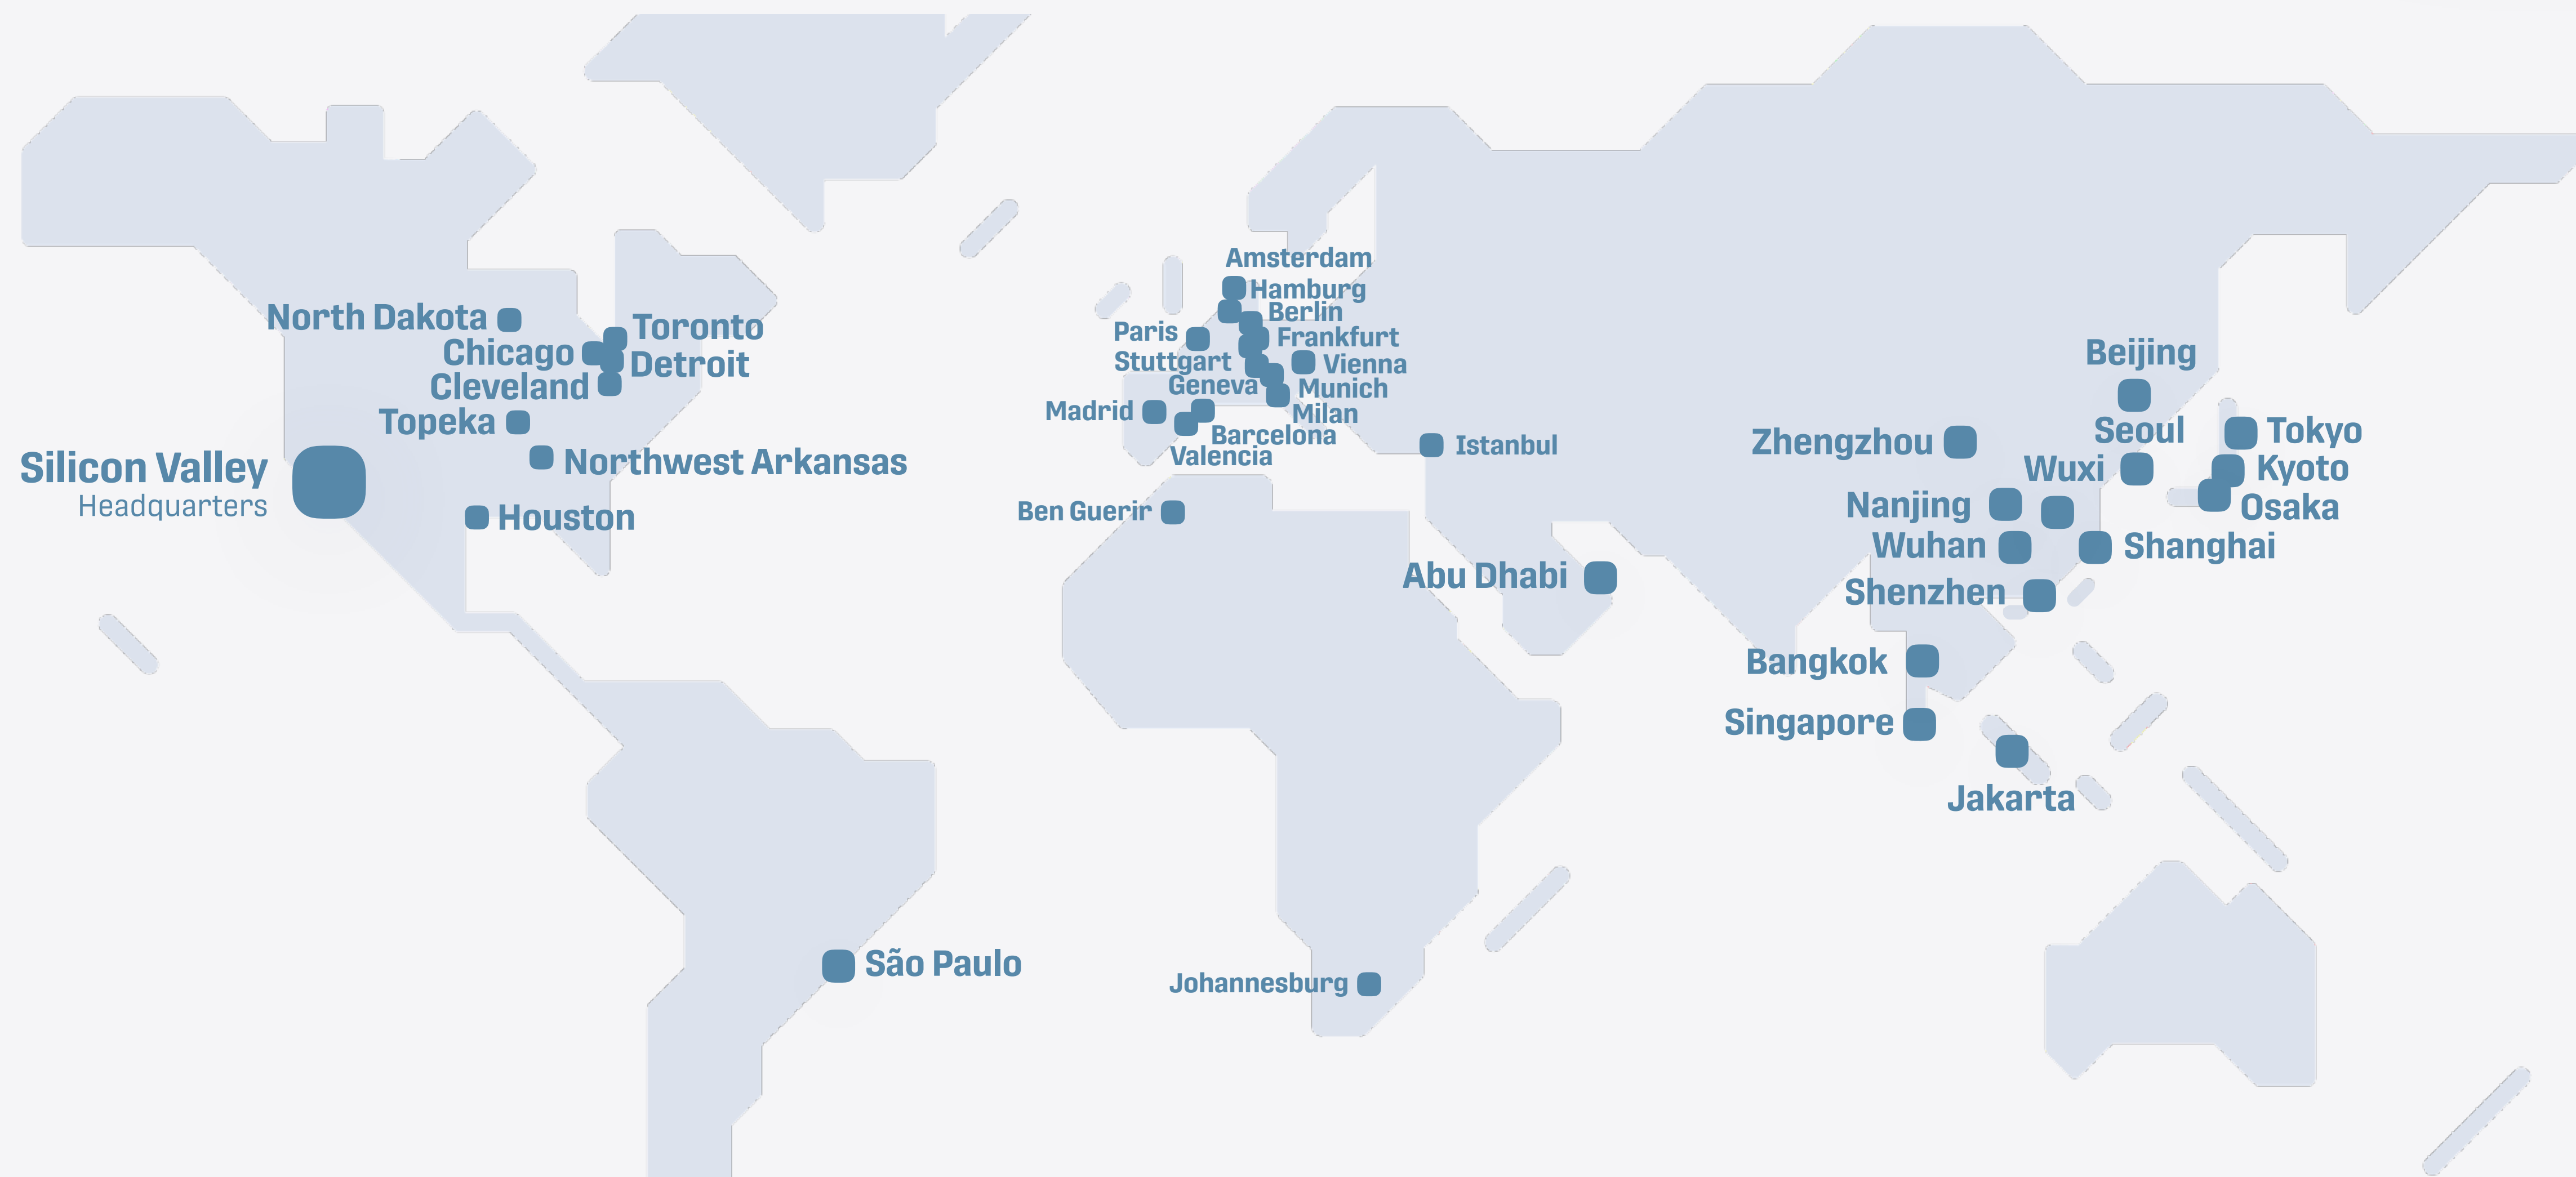 North Dakota
Toronto
Chicago
Detroit
Cleveland
Topeka
Silicon Valley
Headquarters
Northwest Arkansas
Houston
São Paulo
Amsterdam
Hamburg
Berlin
Paris
Frankfurt
Stuttgart
Vienna
Geneva
Munich
Madrid
Milan
Barcelona
Valencia
Istanbul
Ben Guerir
Abu Dhabi
Johannesburg
Beijing
Zhengzhou
Seoul
Tokyo
Wuxi
Kyoto
Nanjing
Osaka
Wuhan
Shanghai
Shenzhen
Bangkok
Singapore
Jakarta